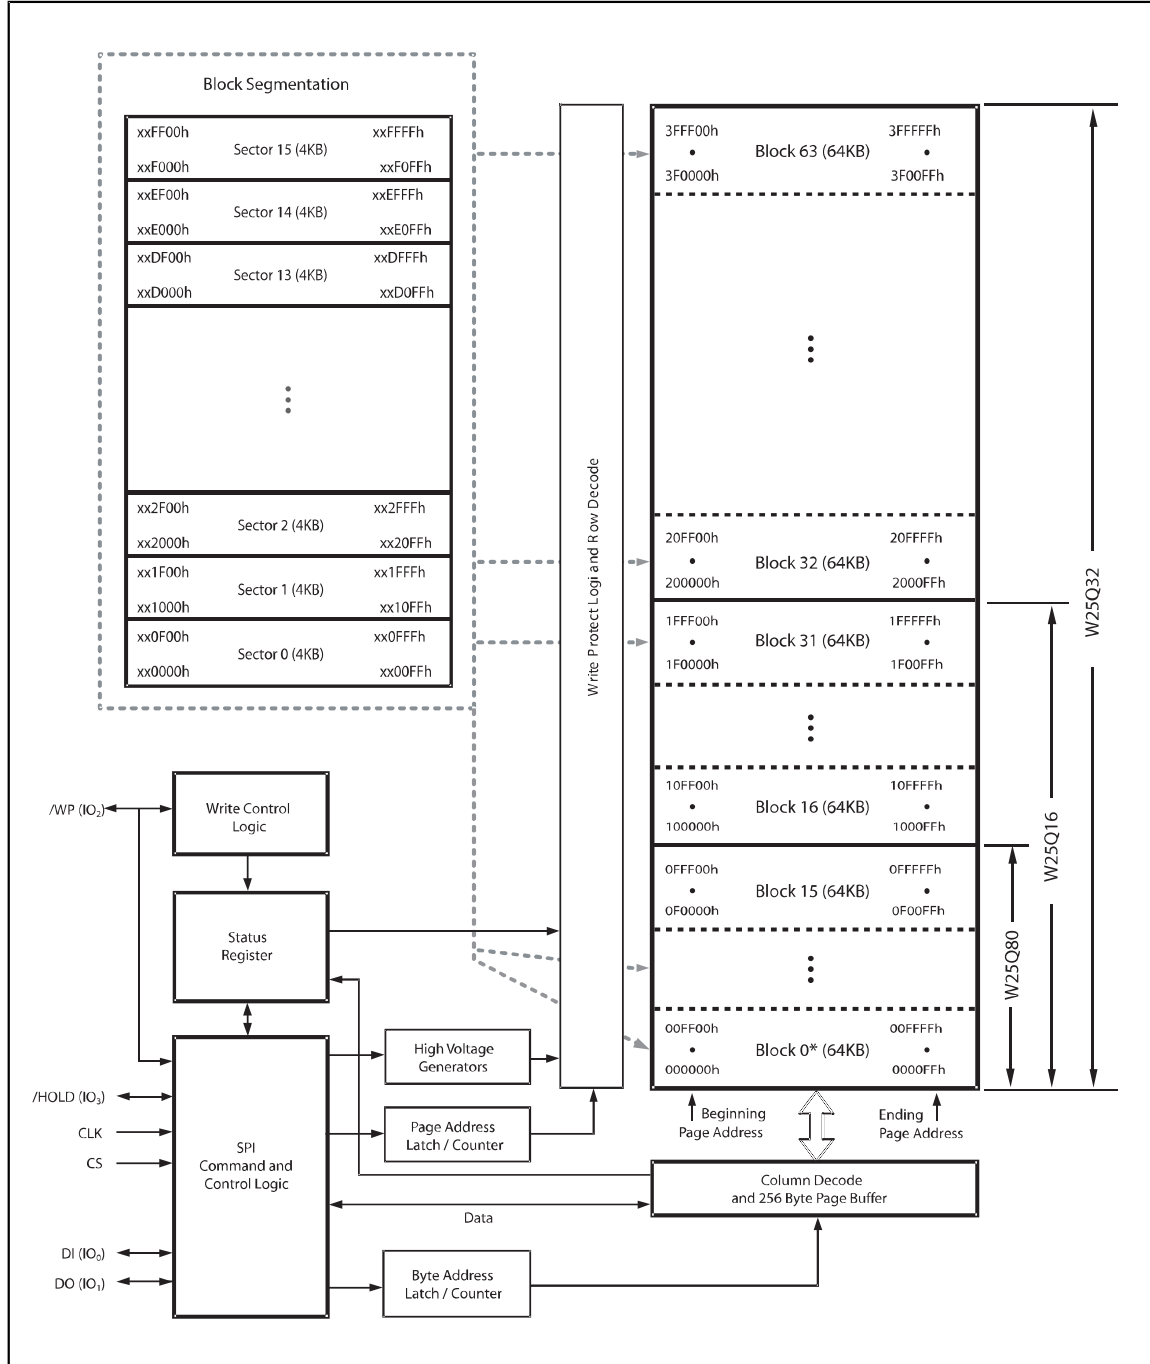 Block Segmentation
xxFF00h xxFFFFh
Sector 15 (4KB)
xxF000h xxF0FFh
xxEF00h xxEFFFh
Sector 14 (4KB)
xxE000h xxE0FFh
xxDF00h xxDFFFh
Sector 13 (4KB)
xxD000h xxD0FFh
xx2F00h xx2FFFh
Sector 2 (4KB)
xx2000h xx20FFh
xx1F00h xx1FFFh
Sector 1 (4KB)
xx1000h xx10FFh
xx0F00h xx0FFFh
Sector 0 (4KB)
xx0000h xx00FFh
Write Protect Logi and Row Decode
3FFF00h 3FFFFFh
Block 63 (64KB)
3F0000h 3F00FFh
20FF00h 20FFFFh
Block 32 (64KB)
200000h 2000FFh
1FFF00h 1FFFFFh
Block 31 (64KB)
1F0000h 1F00FFh
10FF00h 10FFFFh
Block 16 (64KB)
100000h 1000FFh
0FFF00h 0FFFFFh
Block 15 (64KB)
0F0000h 0F00FFh
00FF00h 00FFFFh
Block 0* (64KB)
000000h 0000FFh
W25Q32
W25Q16
W25Q80
Beginning
Page Address
Ending
Page Address
/WP (IO₂)
Write Control
Logic
Status
Register
High Voltage
Generators
/HOLD (IO₃)
CLK
CS
DI (IO₀)
DO (IO₁)
SPI
Command and
Control Logic
Page Address
Latch / Counter
Column Decode
and 256 Byte Page Buffer
Data
Byte Address
Latch / Counter